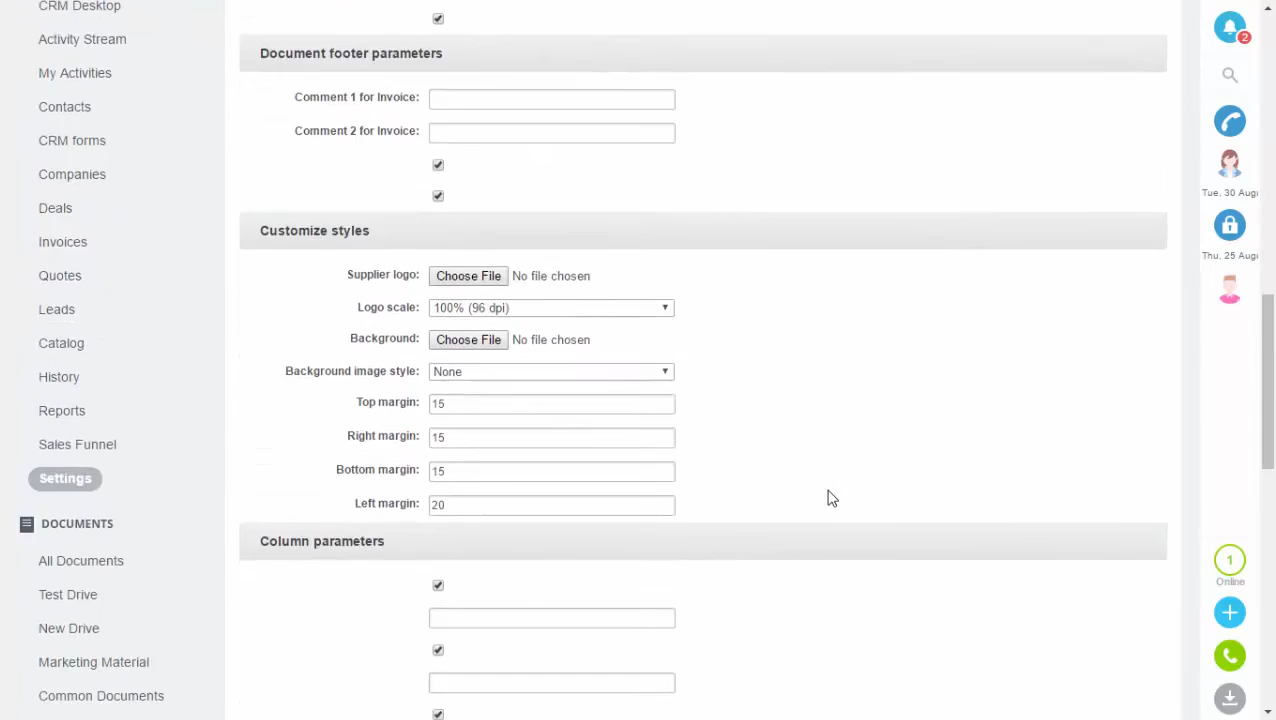 CRM Desktop
Activity Stream
My Activities
Contacts
CRM forms
Companies
Deals
Invoices
Quotes
Leads
Catalog
History
Reports
Sales Funnel
Settings
DOCUMENTS
All Documents
Test Drive
New Drive
Marketing Material
Common Documents
Document footer parameters
Comment 1 for Invoice:
Comment 2 for Invoice:
Customize styles
Supplier logo: Choose File No file chosen
Logo scale: 100% (96 dpi)
Background: Choose File No file chosen
Background image style: None
Top margin: 15
Right margin: 15
Bottom margin: 15
Left margin: 20
Column parameters
2
Tue, 30 Augu
Thu, 25 Augu
1
Online